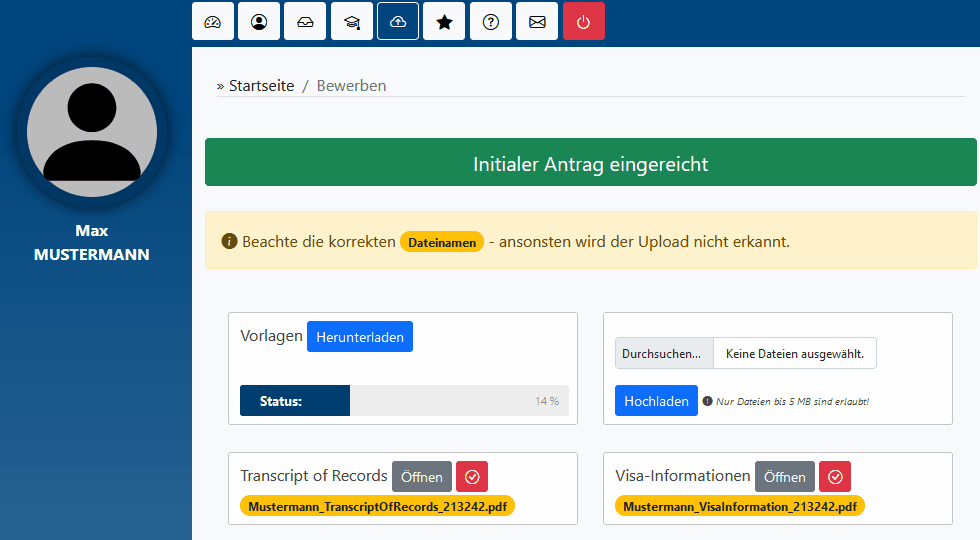 Max
MUSTERMANN
» Startseite / Bewerben
Initialer Antrag eingereicht
Beachte die korrekten Dateinamen - ansonsten wird der Upload nicht erkannt.
Vorlagen Herunterladen
Status: 14 %
Durchsuchen... Keine Dateien ausgewählt.
Hochladen Nur Dateien bis 5 MB sind erlaubt!
Transcript of Records Öffnen
Mustermann_TranscriptOfRecords_213242.pdf
Visa-Informationen Öffnen
Mustermann_VisaInformation_213242.pdf